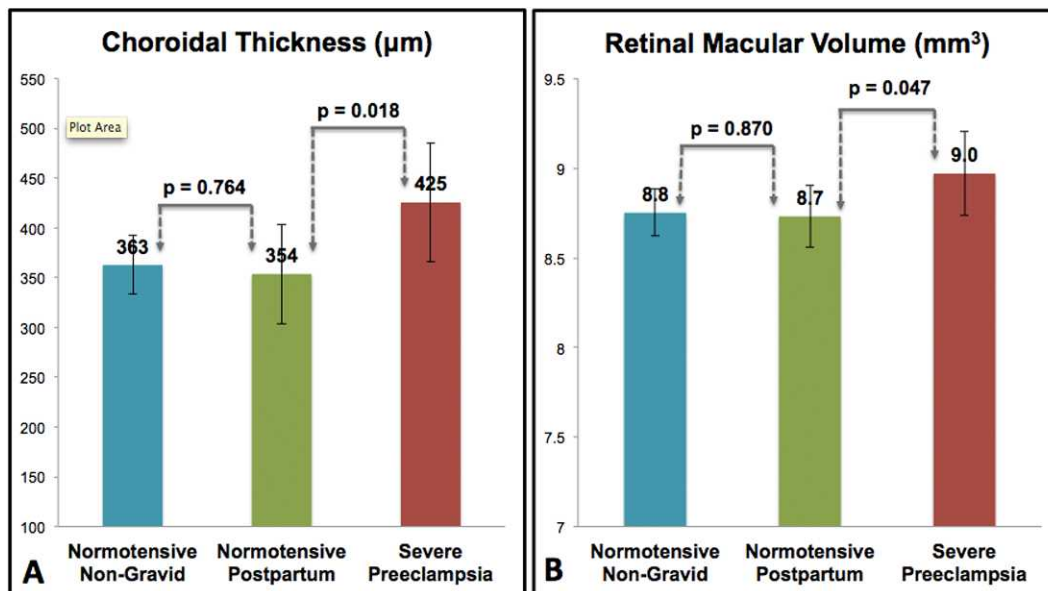 Choroidal Thickness (µm)
550
500
450
400
350
300
250
200
150
100
Plot Area
p = 0.018
p = 0.764
363
354
425
Normotensive
Non-Gravid
Normotensive
Postpartum
Severe
Preeclampsia
A
Retinal Macular Volume (mm³)
9.5
9
8.5
8
7.5
7
p = 0.047
p = 0.870
8.8
8.7
9.0
Normotensive
Non-Gravid
Normotensive
Postpartum
Severe
Preeclampsia
B